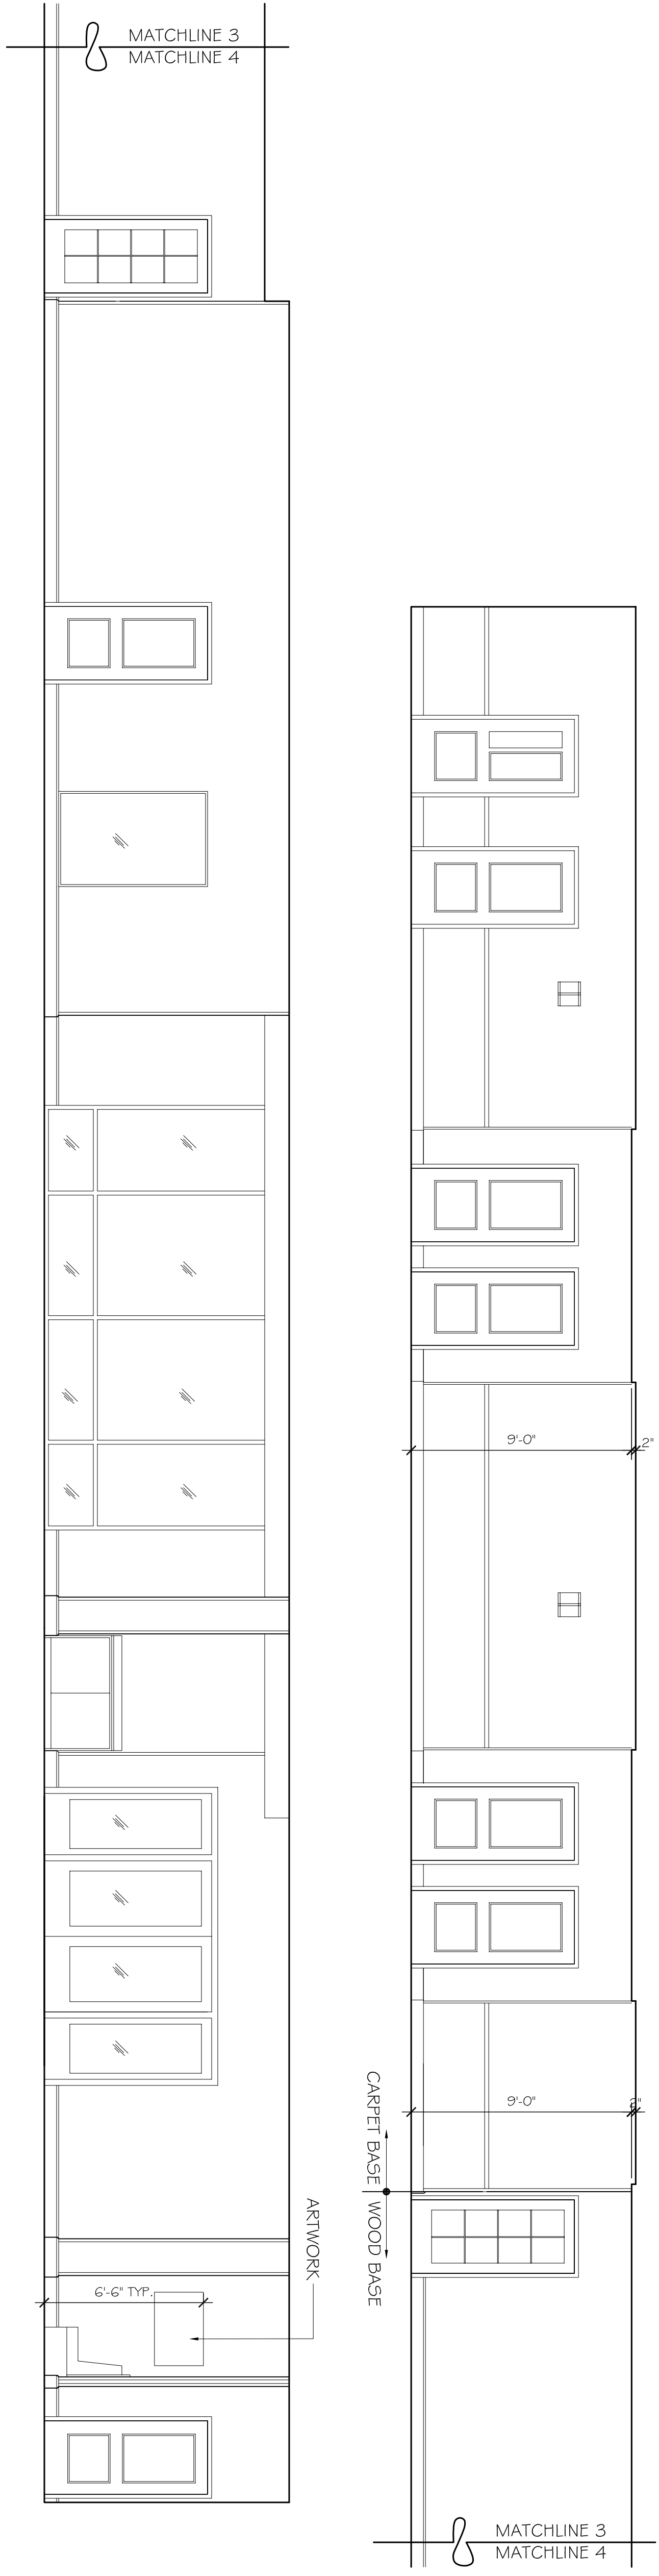 MATCHLINE 3
MATCHLINE 4
9'-0"
2"
9'-0"
2"
CARPET BASE
WOOD BASE
ARTWORK
6'-6" TYP.
MATCHLINE 3
MATCHLINE 4